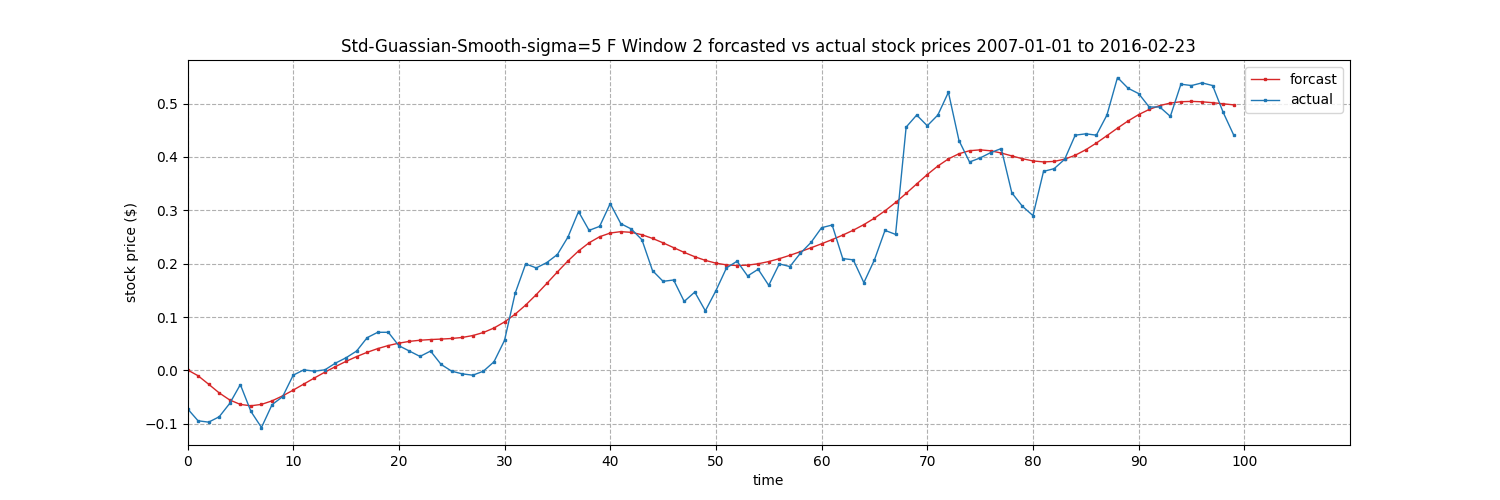 Std-Guassian-Smooth-sigma=5 F Window 2 forcasted vs actual stock prices 2007-01-01 to 2016-02-23
forcast
actual
0.5
0.4
0.3
0.2
0.1
0.0
−0.1
stock price ($)
0 10 20 30 40 50 60 70 80 90 100
time